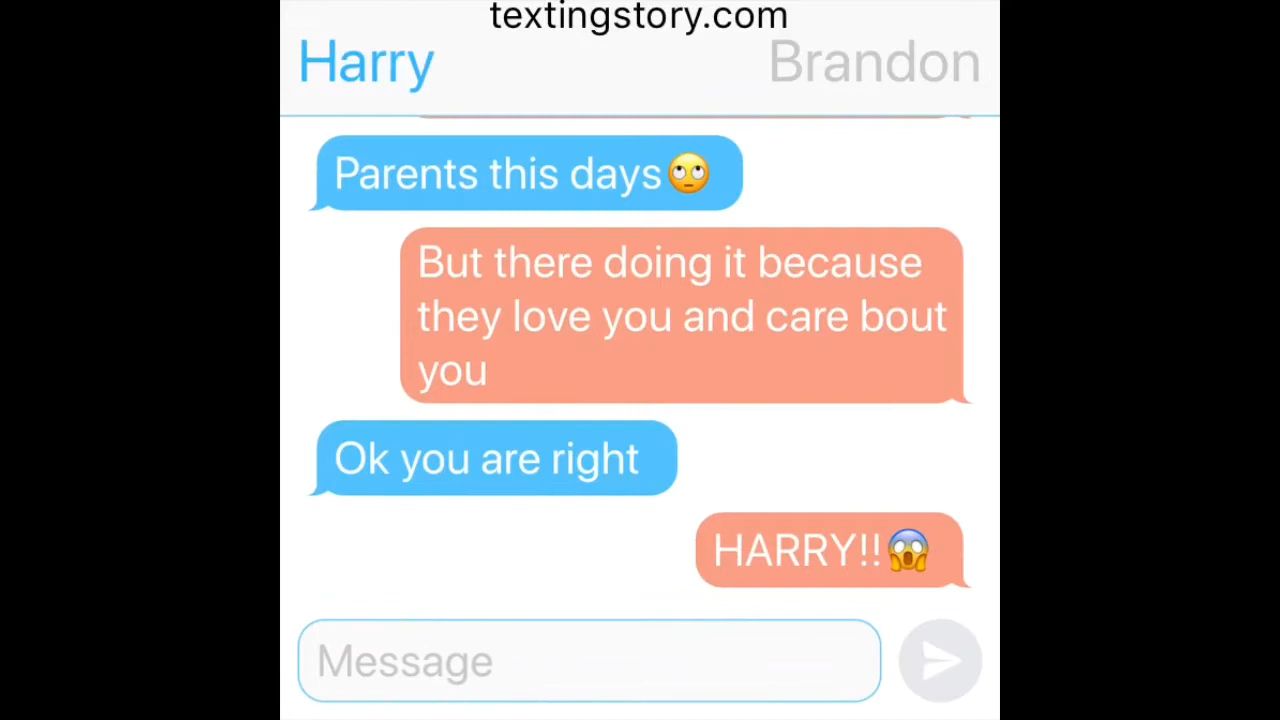 textingstory.com
Harry Brandon
Parents this days🙄
But there doing it because
they love you and care bout
you
Ok you are right
HARRY!!😱
Message